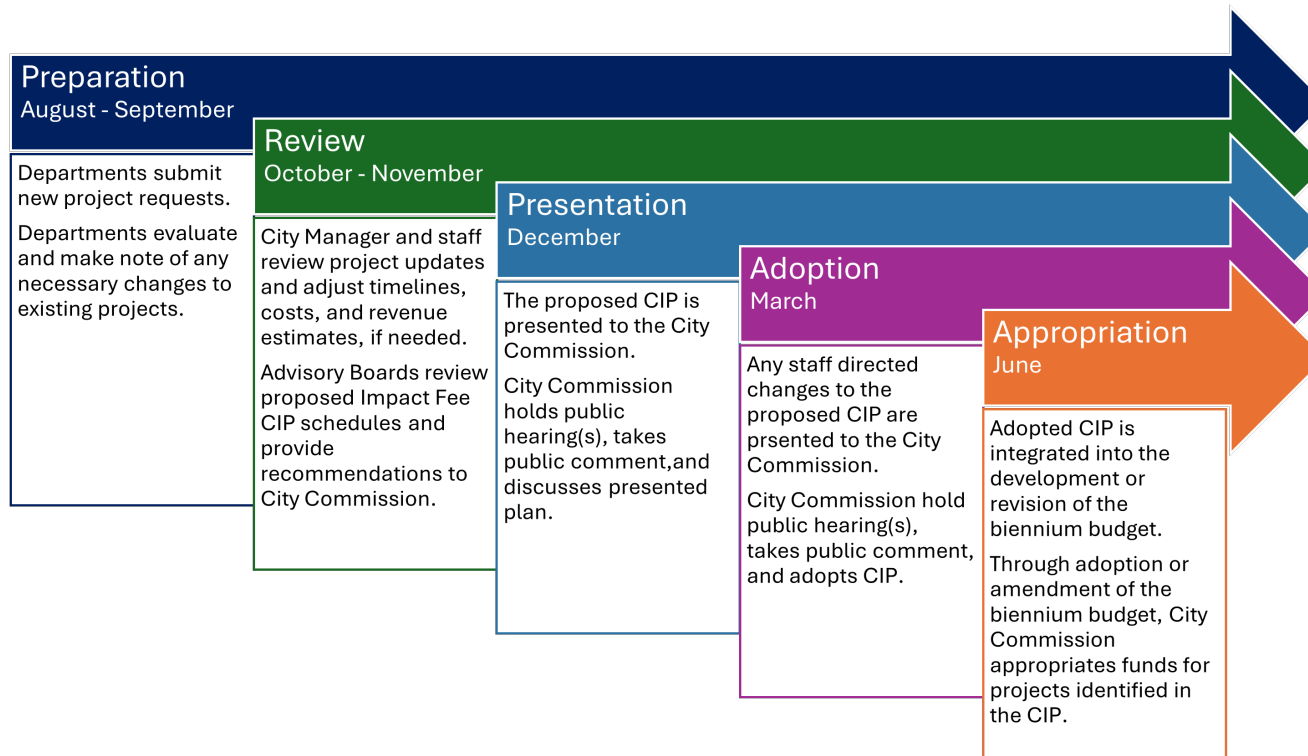 Preparation
August - September
Departments submit
new project requests.
Departments evaluate
and make note of any
necessary changes to
existing projects.
Review
October - November
City Manager and staff
review project updates
and adjust timelines,
costs, and revenue
estimates, if needed.
Advisory Boards review
proposed Impact Fee
CIP schedules and
provide
recommendations to
City Commission.
Presentation
December
The proposed CIP is
presented to the City
Commission.
City Commission
holds public
hearing(s), takes
public comment,and
discusses presented
plan.
Adoption
March
Any staff directed
changes to the
proposed CIP are
prsented to the City
Commission.
City Commission hold
public hearing(s),
takes public comment,
and adopts CIP.
Appropriation
June
Adopted CIP is
integrated into the
development or
revision of the
biennium budget.
Through adoption or
amendment of the
biennium budget, City
Commission
appropriates funds for
projects identified in
the CIP.